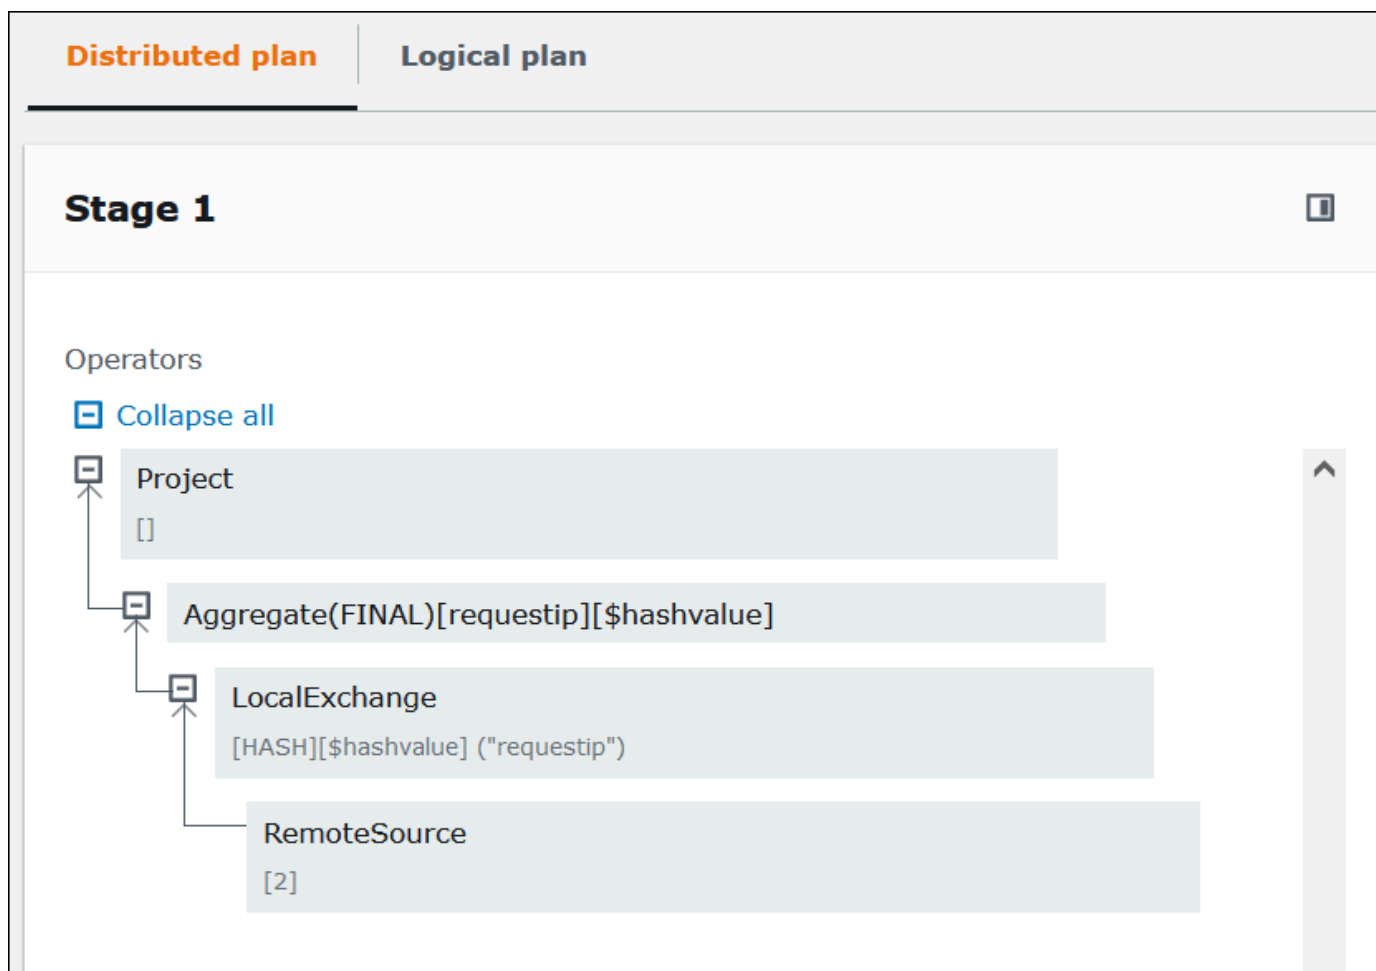 Distributed plan Logical plan
Stage 1
Operators
Collapse all
Project
[]
Aggregate(FINAL)[requestip][$hashvalue]
LocalExchange
[HASH][$hashvalue] ("requestip")
RemoteSource
[2]